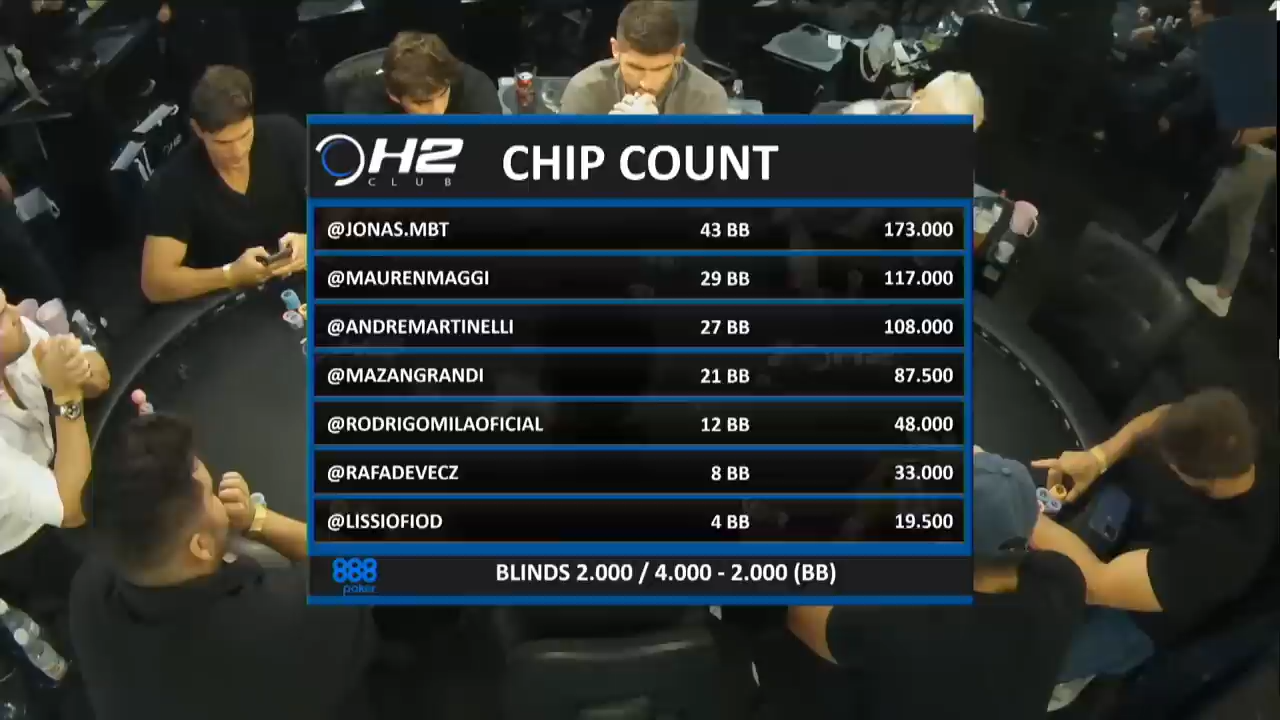 H2 CLUB
CHIP COUNT
@JONAS.MBT 43 BB 173.000
@MAURENMAGGI 29 BB 117.000
@ANDREMARTINELLI 27 BB 108.000
@MAZANGRANDI 21 BB 87.500
@RODRIGOMILAOFICIAL 12 BB 48.000
@RAFADEVECZ 8 BB 33.000
@LISSIOFIOD 4 BB 19.500
888 poker
BLINDS 2.000 / 4.000 - 2.000 (BB)